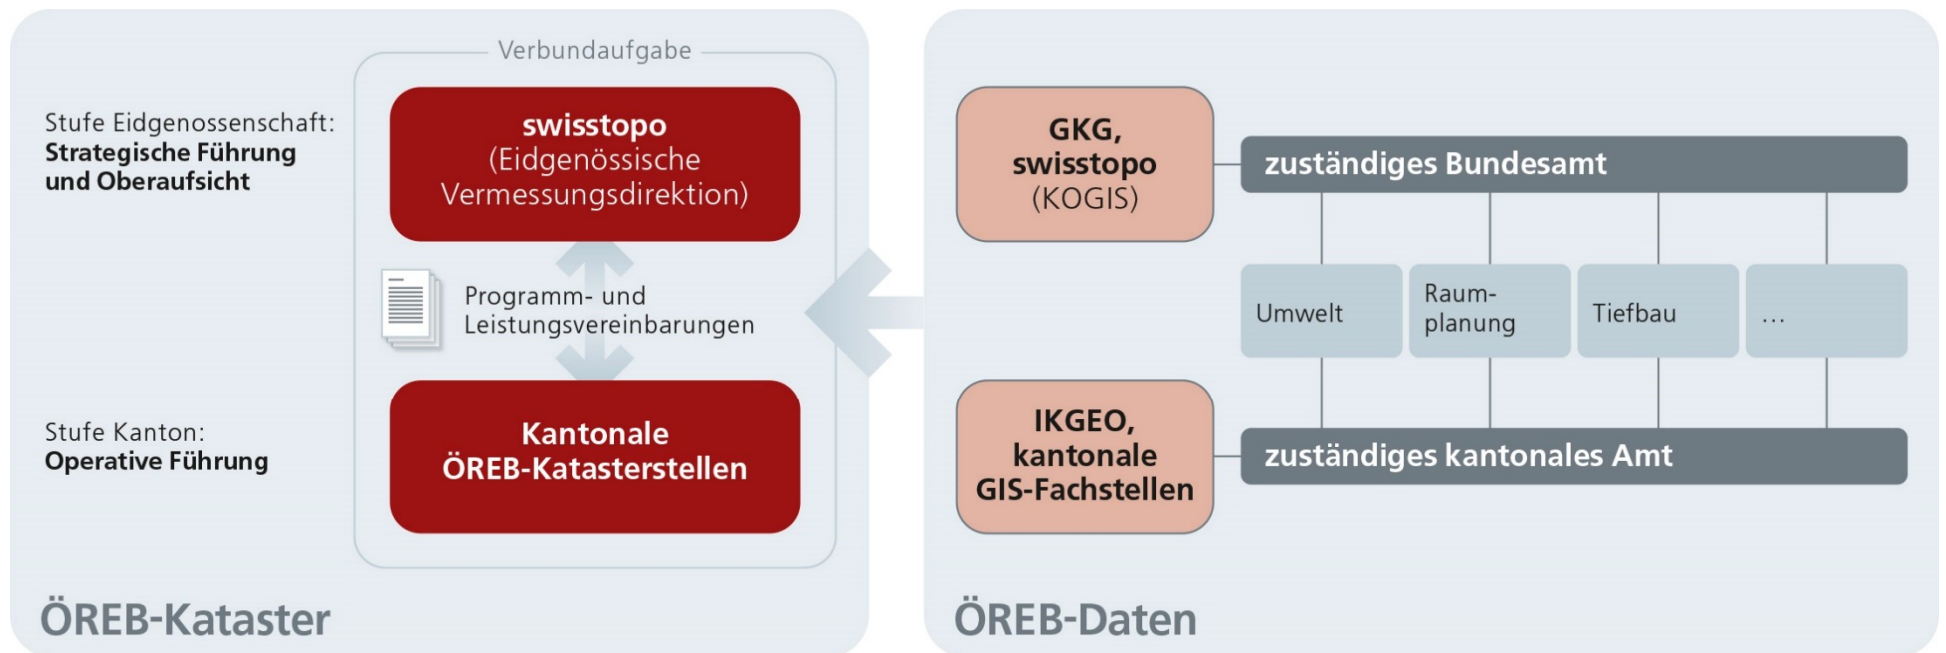 Verbundaufgabe
Stufe Eidgenossenschaft:
Strategische Führung
und Oberaufsicht
swisstopo
(Eidgenössische
Vermessungsdirektion)
Programm- und
Leistungsvereinbarungen
Stufe Kanton:
Operative Führung
Kantonale
ÖREB-Katasterstellen
ÖREB-Kataster
GKG,
swisstopo
(KOGIS)
zuständiges Bundesamt
Umwelt
Raum-
planung
Tiefbau
...
IKGEO,
kantonale
GIS-Fachstellen
zuständiges kantonales Amt
ÖREB-Daten